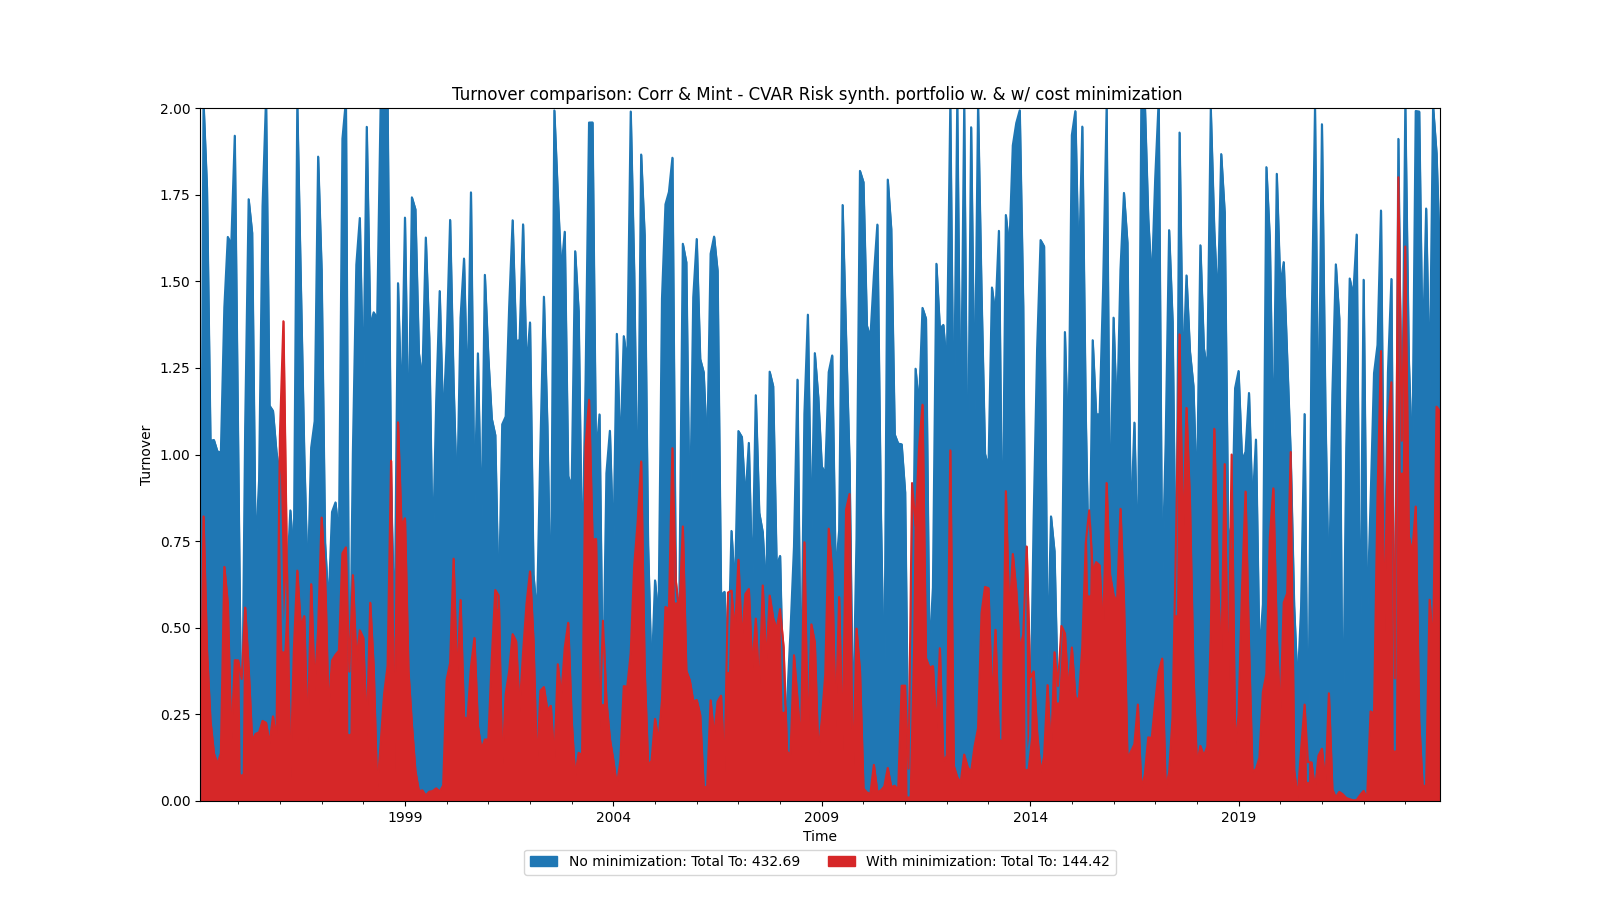 Turnover comparison: Corr & Mint - CVAR Risk synth. portfolio w. & w/ cost minimization
2.00
1.75
1.50
1.25
1.00
0.75
0.50
0.25
0.00
Turnover
1999 2004 2009 2014 2019
Time
No minimization: Total To: 432.69 With minimization: Total To: 144.42